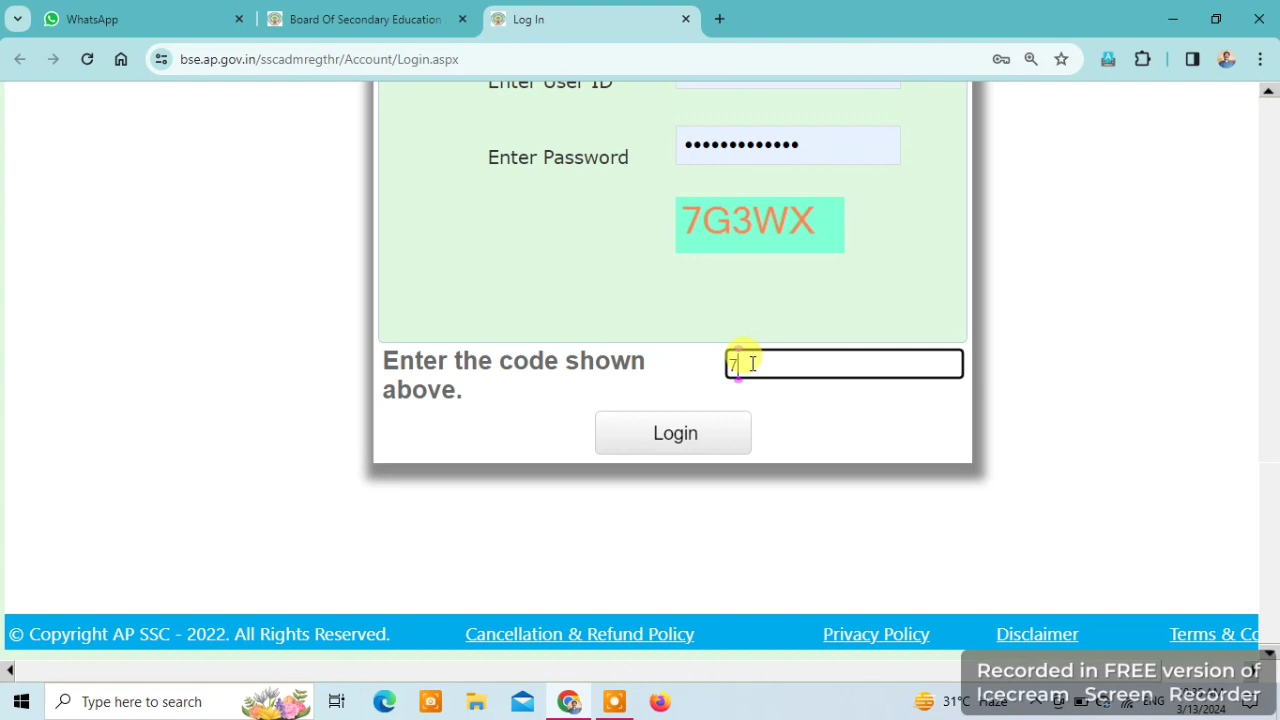 WhatsApp
Board Of Secondary Education
Log In
bse.ap.gov.in/sscadmregthr/Account/Login.aspx
Enter User ID
Enter Password
•••••••••••••
7G3WX
Enter the code shown
above.
7
Login
© Copyright AP SSC - 2022. All Rights Reserved.
Cancellation & Refund Policy
Privacy Policy
Disclaimer
Terms & Co
Recorded in FREE version of
Icecream Screen Recorder
Type here to search
31°C Haze
ENG
3/13/2024